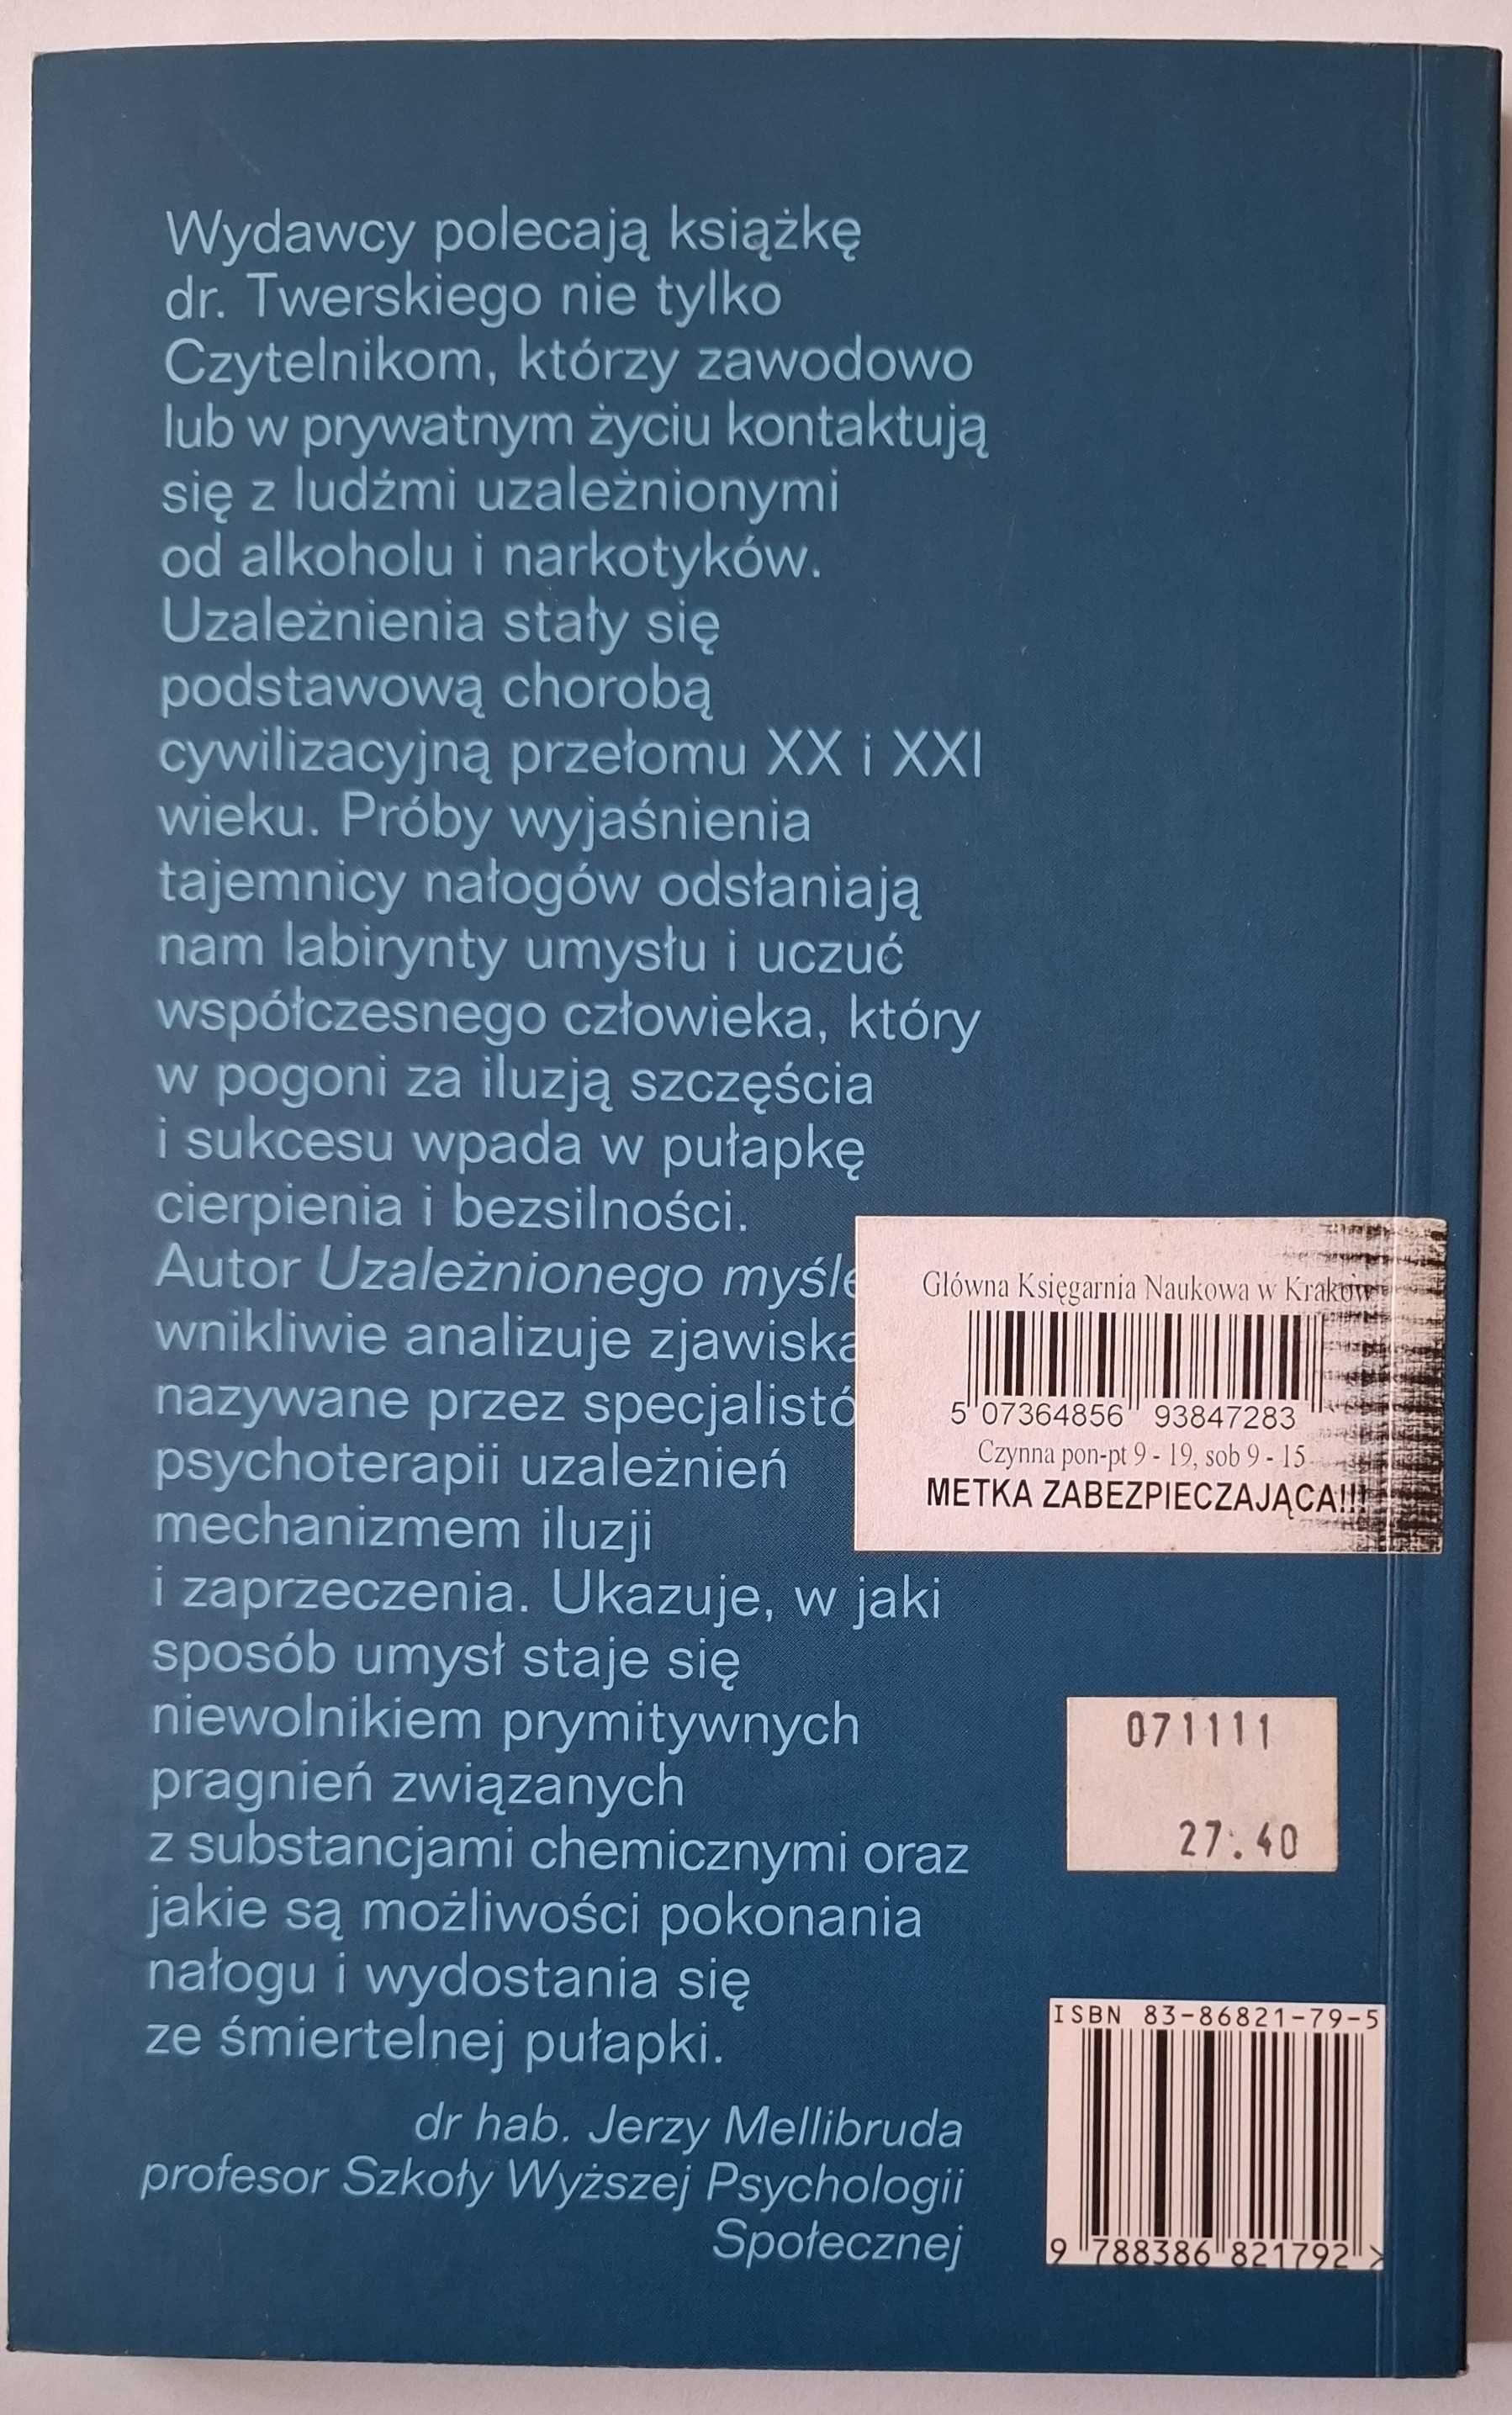 Wydawcy polecają książkę
dr. Twerskiego nie tylko
Czytelnikom, którzy zawodowo
lub w prywatnym życiu kontaktują
się z ludźmi uzależnionymi
od alkoholu i narkotyków.
Uzależnienia stały się
podstawową chorobą
cywilizacyjną przełomu XX i XXI
wieku. Próby wyjaśnienia
tajemnicy nałogów odsłaniają
nam labirynty umysłu i uczuć
współczesnego człowieka, który
w pogoni za iluzją szczęścia
i sukcesu wpada w pułapkę
cierpienia i bezsilności.
Autor Uzależnionego
wnikliwie analizuje
nazywane przez
psychoterapii uzależnień
mechanizmem iluzji
i zaprzeczenia. Ukazuje, w jaki
sposób umysł staje się
niewolnikiem prymitywnych
pragnień związanych
z substancjami chemicznymi oraz
jakie są możliwości pokonania
nałogu i wydostania się
ze śmiertelnej pułapki.
dr hab. Jerzy Mellibruda
profesor Szkoły Wyższej Psychologii
Społecznej
Główna Księgarnia Naukowa w
5 07364856 93847283
Czynna pon-pt 9 - 19, sob 9 - 15
METKA ZABEZPIECZAJĄCA!!!
071111
27.40
ISBN 83-86821-79-5
9 788386 821792 >